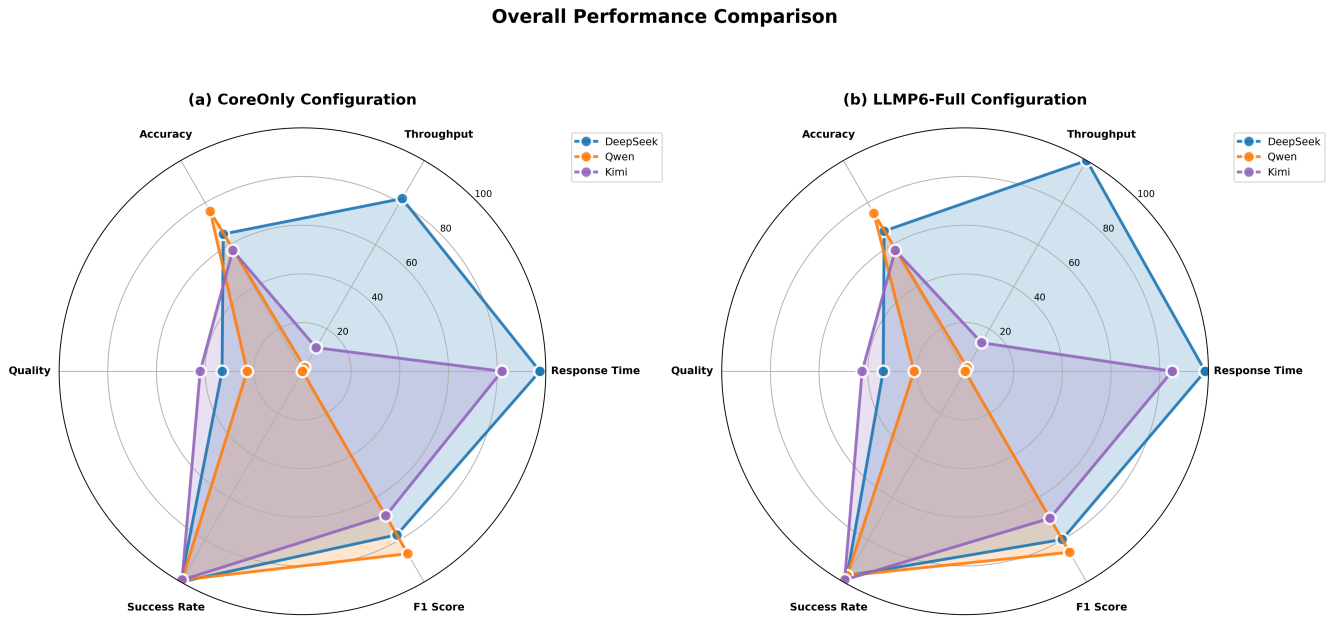 Overall Performance Comparison
(a) CoreOnly Configuration
Accuracy
Throughput
DeepSeek
Qwen
Kimi
100
80
60
40
20
Quality
Response Time
Success Rate
F1 Score
(b) LLMP6-Full Configuration
Accuracy
Throughput
DeepSeek
Qwen
Kimi
100
80
60
40
20
Quality
Response Time
Success Rate
F1 Score